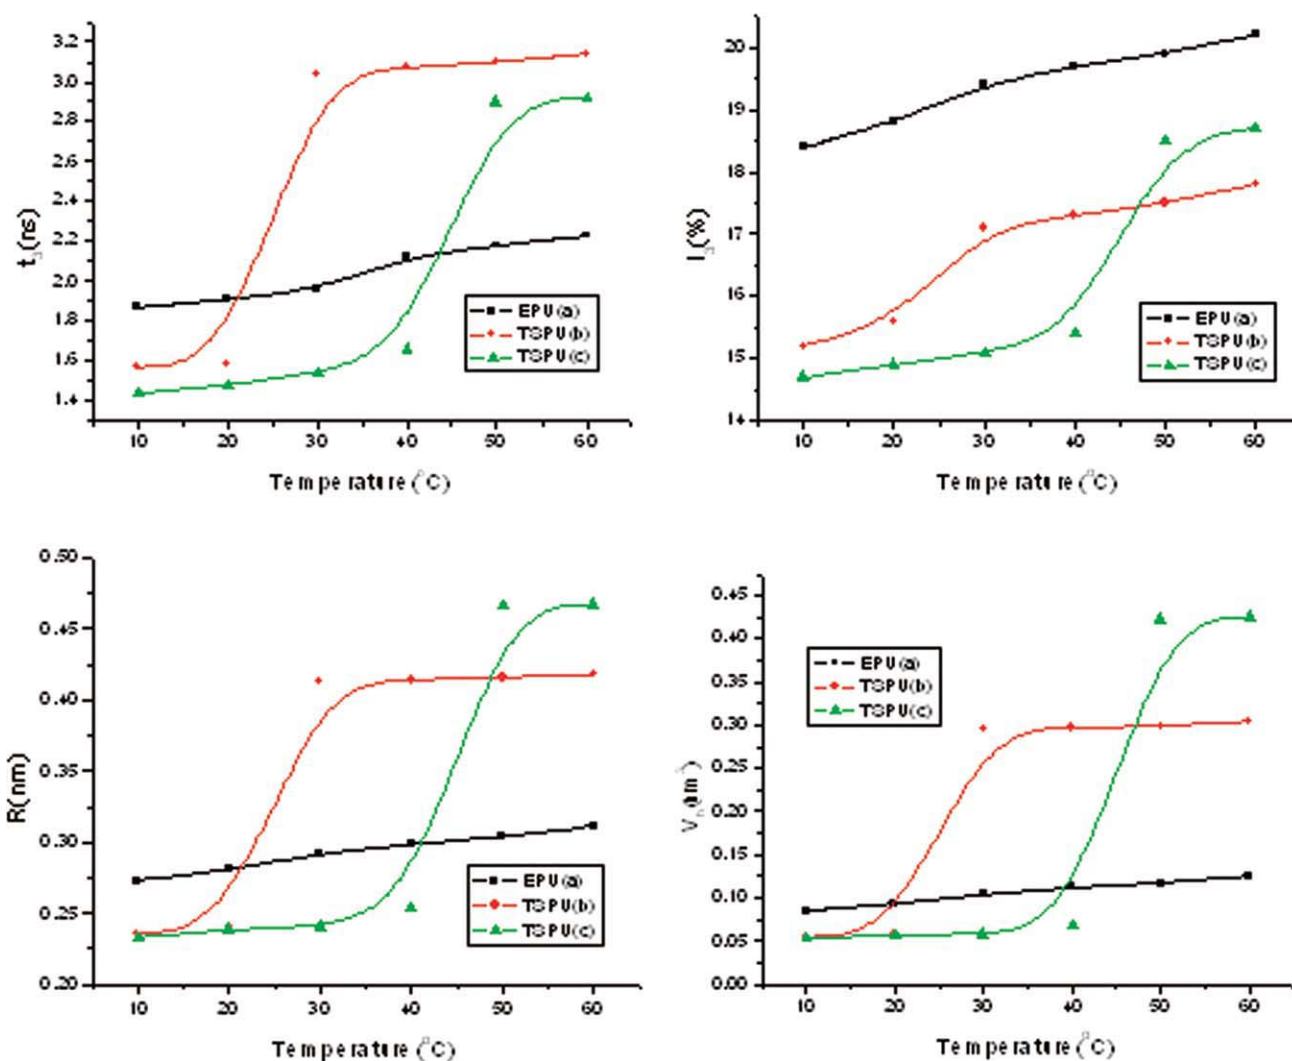 3.2
3.0
2.8
2.6
2.4
2.2
2.0
1.8
1.6
1.4
t₃(ns)
EPU(a)
TSPU(b)
TSPU(c)
10 20 30 40 50 60
Temperature (°C)
20
19
18
17
16
15
14
I₃(%)
EPU(a)
TSPU(b)
TSPU(c)
10 20 30 40 50 60
Temperature (°C)
0.50
0.45
0.40
0.35
0.30
0.25
0.20
R(nm)
EPU(a)
TSPU(b)
TSPU(c)
10 20 30 40 50 60
Temperature (°C)
0.45
0.40
0.35
0.30
0.25
0.20
0.15
0.10
0.05
0.00
EPU(a)
TSPU(b)
TSPU(c)
10 20 30 40 50 60
Temperature (°C)